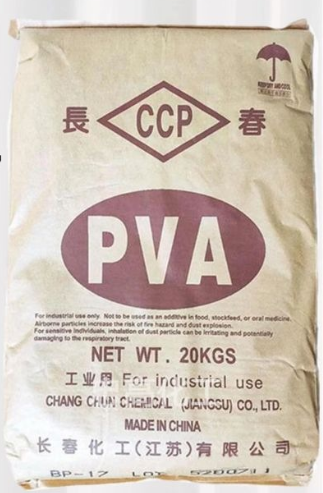 KEEP DRY AND COOL
長 CCP 春
PVA
For industrial use only. Not to be used as an additive in food, stockfeed, or oral medicine.
Airborne particles increase the risk of fire hazard and dust explosion.
For sensitive individuals, inhalation of dust particle can be irritating and potentially
damaging to the respiratory tract.
NET WT. 20KGS
工业用 For industrial use
CHANG CHUN CHEMICAL (JIANGSU) CO., LTD.
MADE IN CHINA
长春化工(江苏)有限公司
BP-17 LOT